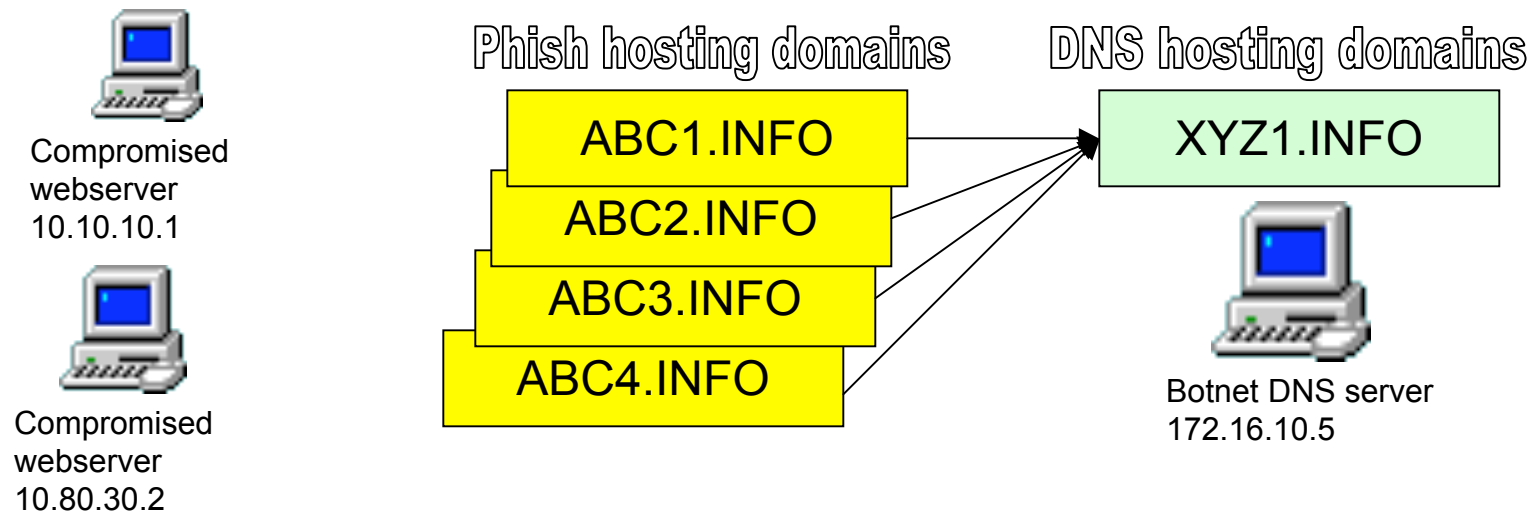 Compromised
webserver
10.10.10.1
Compromised
webserver
10.80.30.2
Phish hosting domains
ABC1.INFO
ABC2.INFO
ABC3.INFO
ABC4.INFO
DNS hosting domains
XYZ1.INFO
Botnet DNS server
172.16.10.5